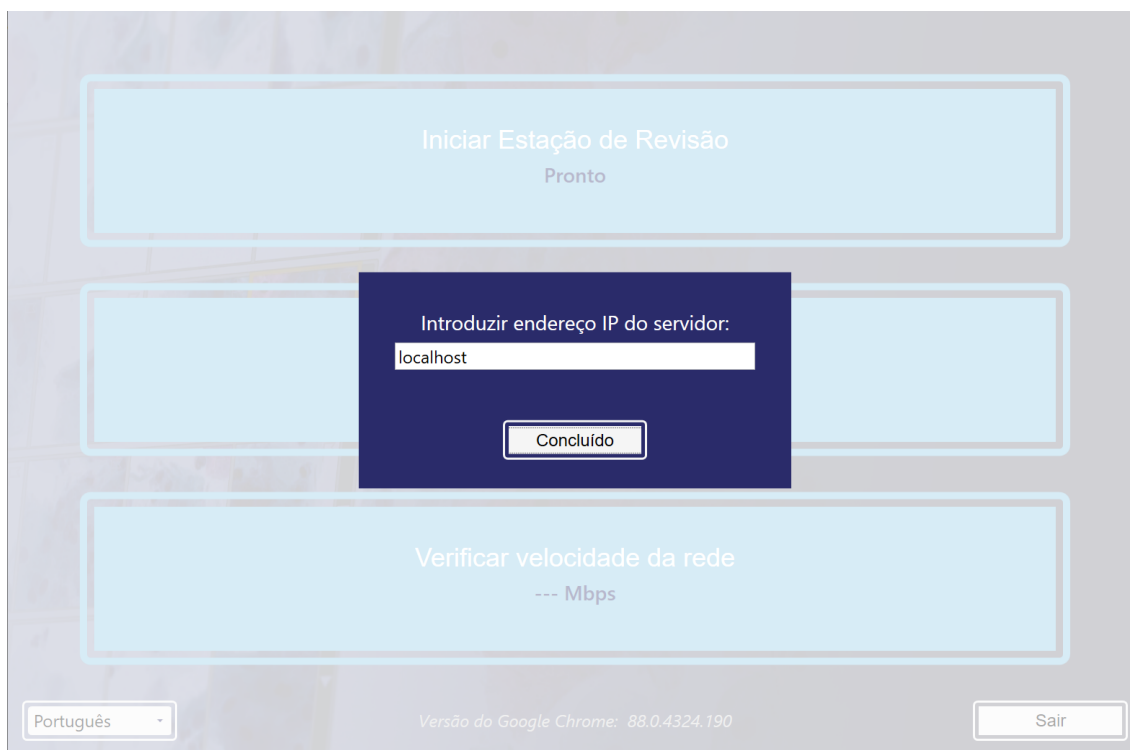 Iniciar Estação de Revisão
Pronto
Introduzir endereço IP do servidor:
localhost
Concluído
Verificar velocidade da rede
--- Mbps
Português
Versão do Google Chrome: 88.0.4324.190
Sair